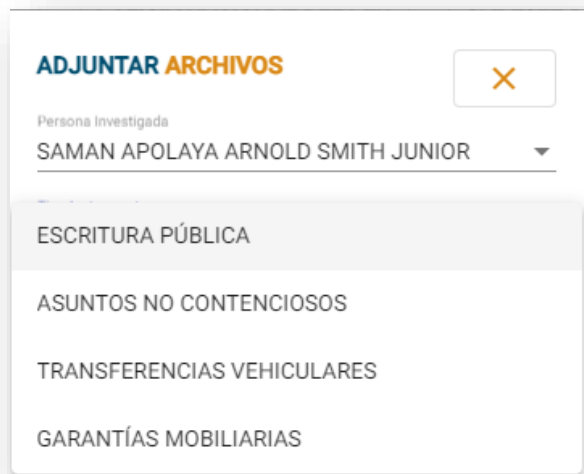 ADJUNTAR ARCHIVOS
Persona Investigada
SAMAN APOLAYA ARNOLD SMITH JUNIOR
ESCRITURA PÚBLICA
ASUNTOS NO CONTENCIOSOS
TRANSFERENCIAS VEHICULARES
GARANTÍAS MOBILIARIAS